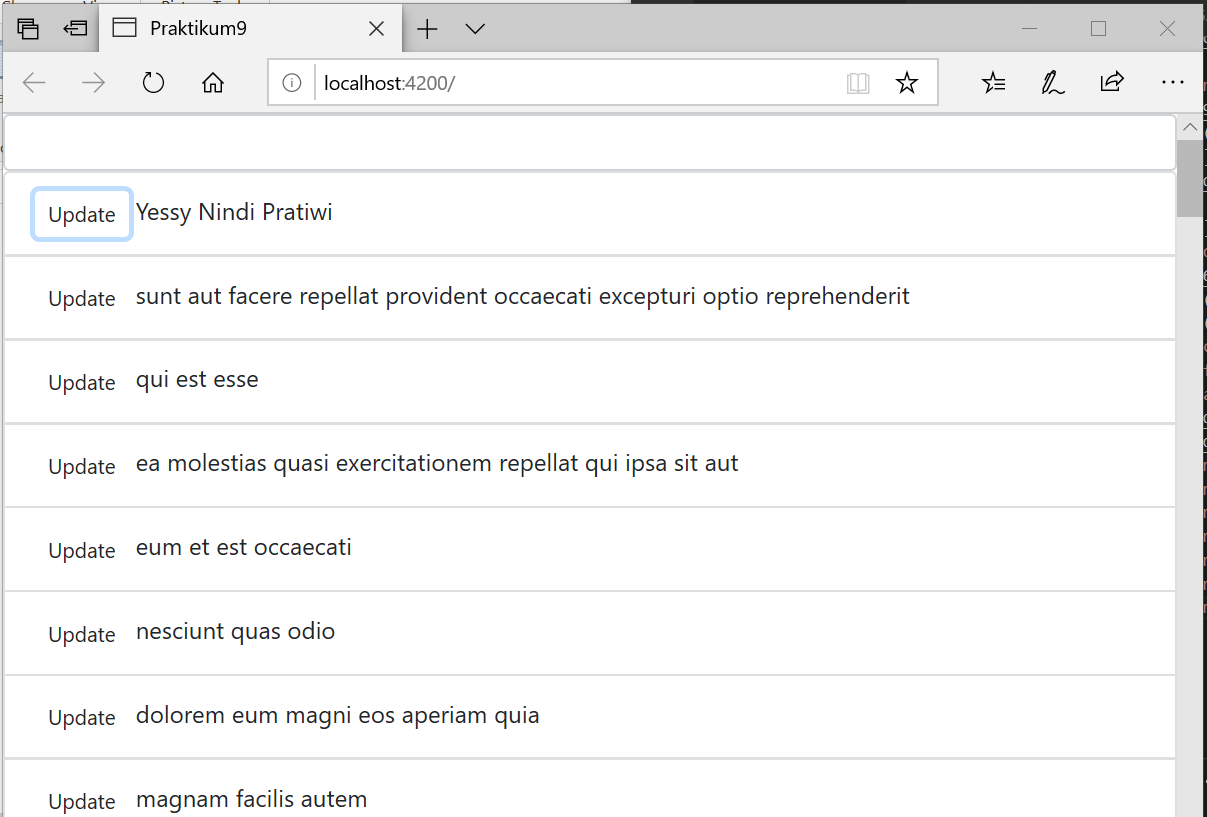 Praktikum9
localhost:4200/
Update Yessy Nindi Pratiwi
Update sunt aut facere repellat provident occaecati excepturi optio reprehenderit
Update qui est esse
Update ea molestias quasi exercitationem repellat qui ipsa sit aut
Update eum et est occaecati
Update nesciunt quas odio
Update dolorem eum magni eos aperiam quia
Update magnam facilis autem